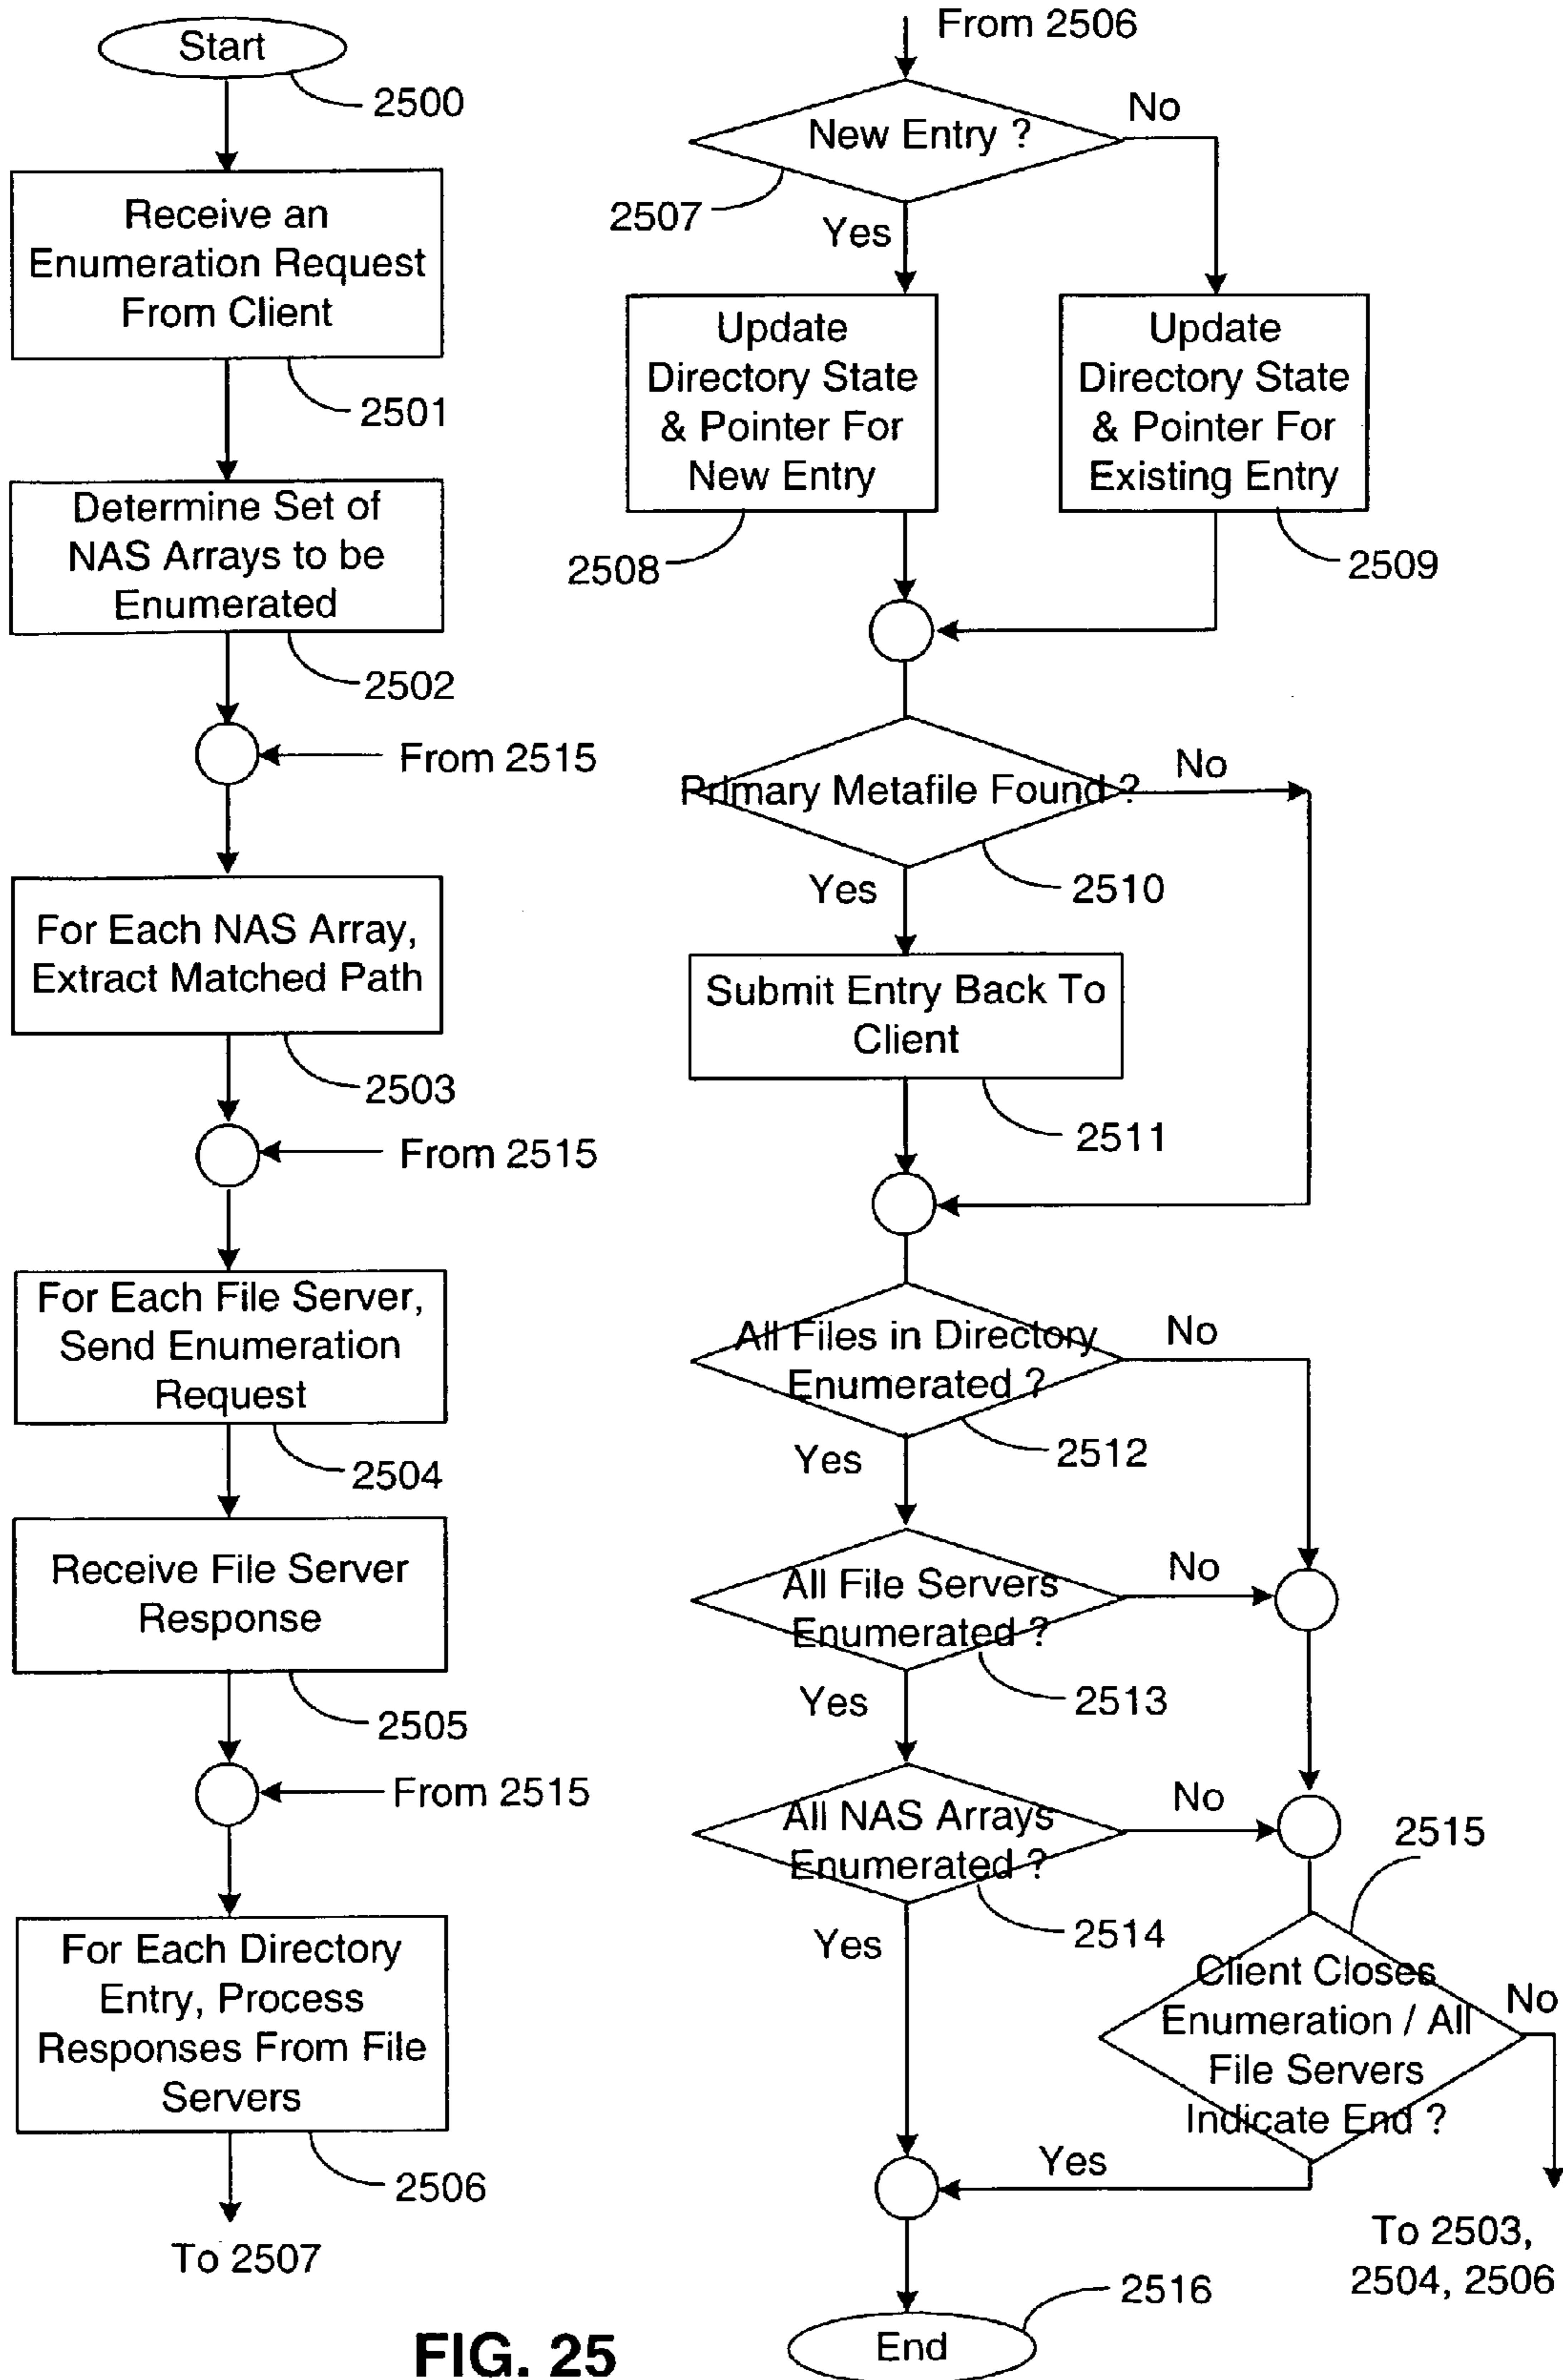 Start
2500
Receive an
Enumeration Request
From Client
2501
Determine Set of
NAS Arrays to be
Enumerated
2502
From 2515
For Each NAS Array,
Extract Matched Path
2503
From 2515
For Each File Server,
Send Enumeration
Request
2504
Receive File Server
Response
2505
From 2515
For Each Directory
Entry, Process
Responses From File
Servers
2506
To 2507
From 2506
New Entry ?
No
2507
Yes
Update
Directory State
& Pointer For
New Entry
2508
Update
Directory State
& Pointer For
Existing Entry
2509
Primary Metafile Found ?
No
Yes
2510
Submit Entry Back To
Client
2511
All Files in Directory
Enumerated ?
No
Yes
2512
All File Servers
Enumerated ?
No
Yes
2513
All NAS Arrays
Enumerated ?
No
Yes
2514
2515
Client Closes
Enumeration / All
File Servers
Indicate End ?
No
Yes
To 2503,
2504, 2506
2516
End
FIG. 25